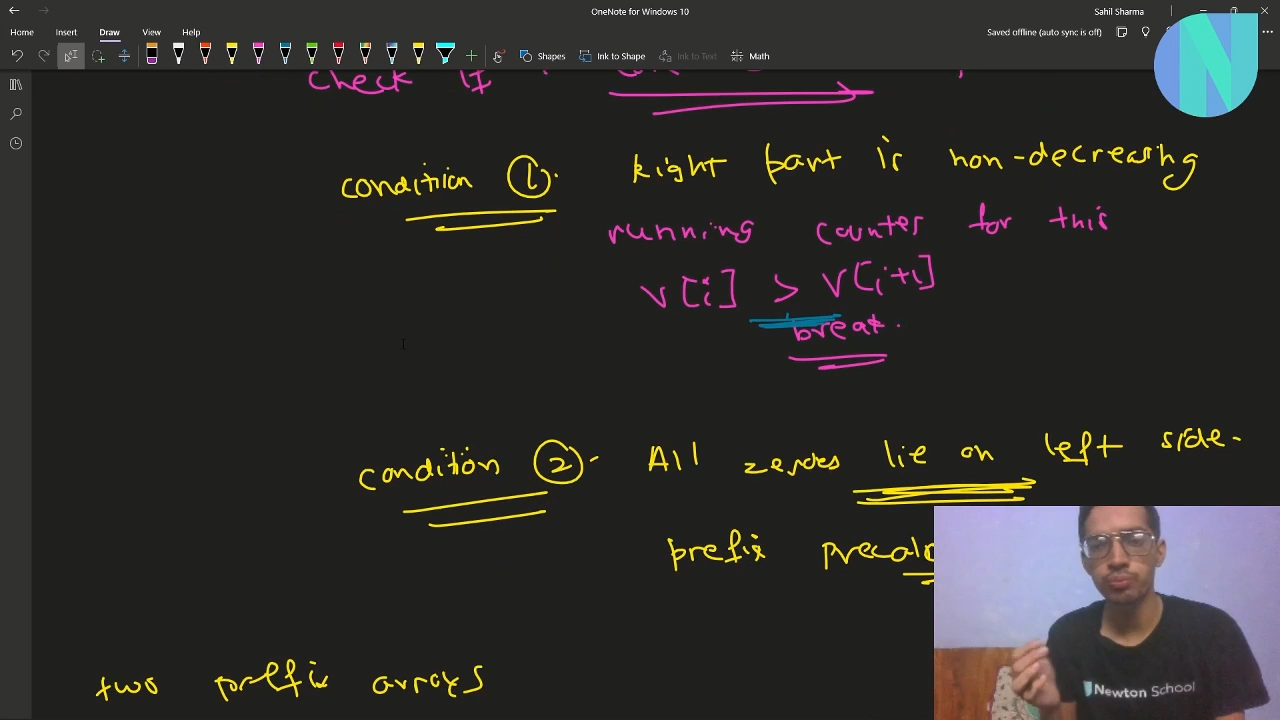 OneNote for Windows 10
Sahil Sharma
Home Insert Draw View Help
Saved offline (auto sync is off)
Shapes Ink to Shape Ink to Text Math
check if
condition 1. Right part is non-decreasing
running counter for this
v[i] > v[i+1]
break.
condition 2 - All zeroes lie on left side-
prefix precalc
two prefix arrays
Newton School